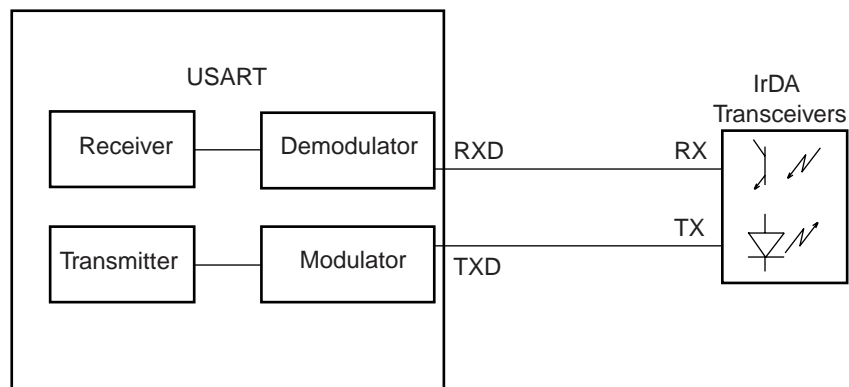 USART
IrDA
Transceivers
Receiver
Demodulator
RXD
RX
Transmitter
Modulator
TXD
TX